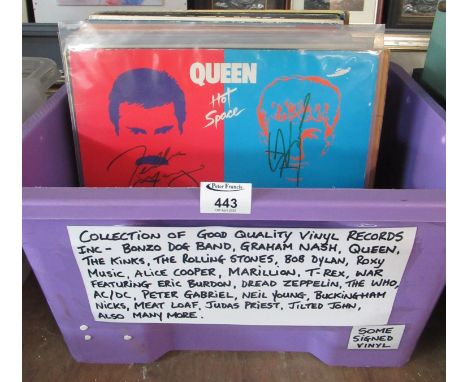 QUEEN
Hot
Space
Peter Francis
443
COLLECTION OF GOOD QUALITY VINYL RECORDS
INC- BONZO DOG BAND, GRAHAM NASH, QUEEN,
THE KINKS, THE ROLLING STONES, BOB DYLAN, ROXY
MUSIC, ALICE COOPER, MARILLION, T-REX, WAR
FEATURING ERIC BURDON, DREAD ZEPPELIN, THE WHO,
AC/DC, PETER GABRIEL, NEIL YOUNG, BUCKINGHAM
NICKS, MEAT LOAF, JUDAS PRIEST, JILTED JOHN,
ALSO MANY MORE.
SOME
SIGNED
VINYL